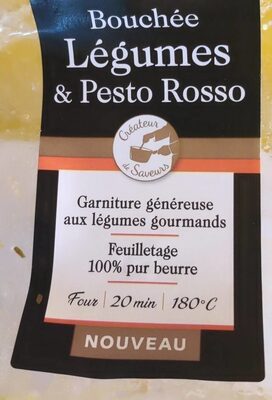 Bouchée
Légumes
& Pesto Rosso
Créateur
de Saveurs
Garniture généreuse
aux légumes gourmands
Feuilletage
100% pur beurre
Four | 20 min | 180°C
NOUVEAU